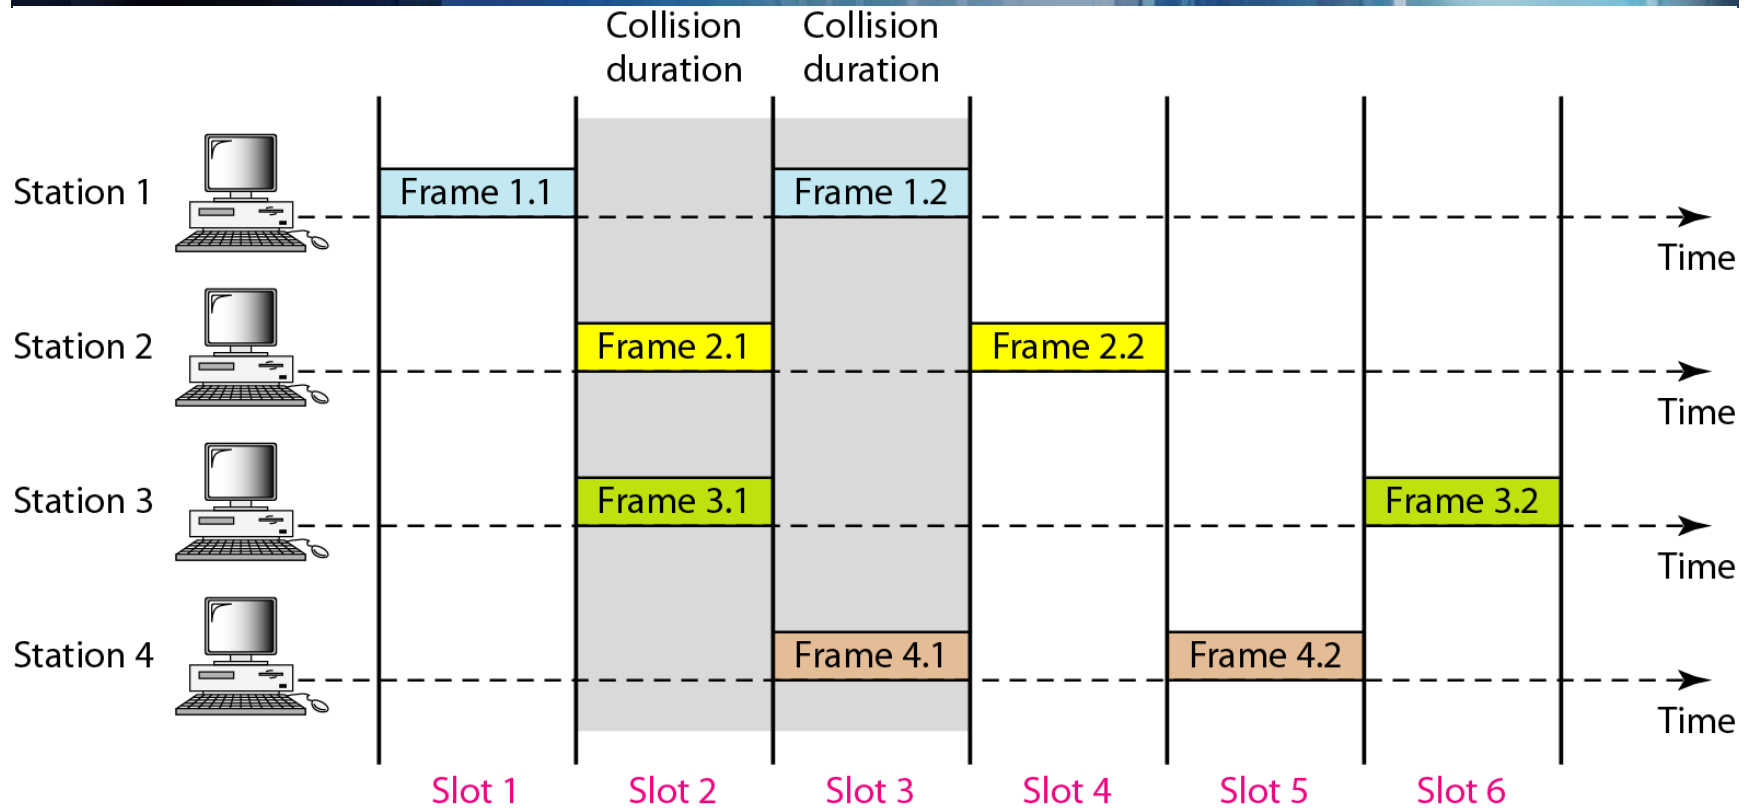 Collision duration
Collision duration
Station 1
Frame 1.1
Frame 1.2
Time
Station 2
Frame 2.1
Frame 2.2
Time
Station 3
Frame 3.1
Frame 3.2
Time
Station 4
Frame 4.1
Frame 4.2
Time
Slot 1
Slot 2
Slot 3
Slot 4
Slot 5
Slot 6